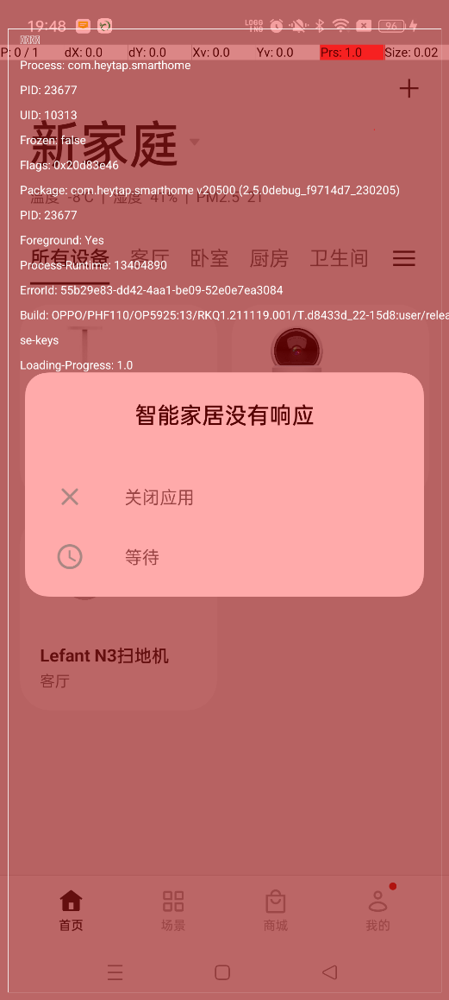 19:48 LOGG ING 96
P: 0 / 1 dX: 0.0 dY: 0.0 Xv: 0.0 Yv: 0.0 Prs: 1.0 Size: 0.02
Process: com.heytap.smarthome
PID: 23677
UID: 10313
Frozen: false
新家庭
Flags: 0x20d83e46
Package: com.heytap.smarthome v20500 (2.5.0debug_f9714d7_230205)
温度 -8℃ | 湿度 41% | PM2.5 21
PID: 23677
Foreground: Yes
所有设备 客厅 卧室 厨房 卫生间
Process-Runtime: 13404890
ErrorId: 55b29e83-dd42-4aa1-be09-52e0e7ea3084
Build: OPPO/PHF110/OP5925:13/RKQ1.211119.001/T.d8433d_22-15d8:user/relea
se-keys
Loading-Progress: 1.0
智能家居没有响应
关闭应用
等待
Lefant N3扫地机
客厅
首页 场景 商城 我的